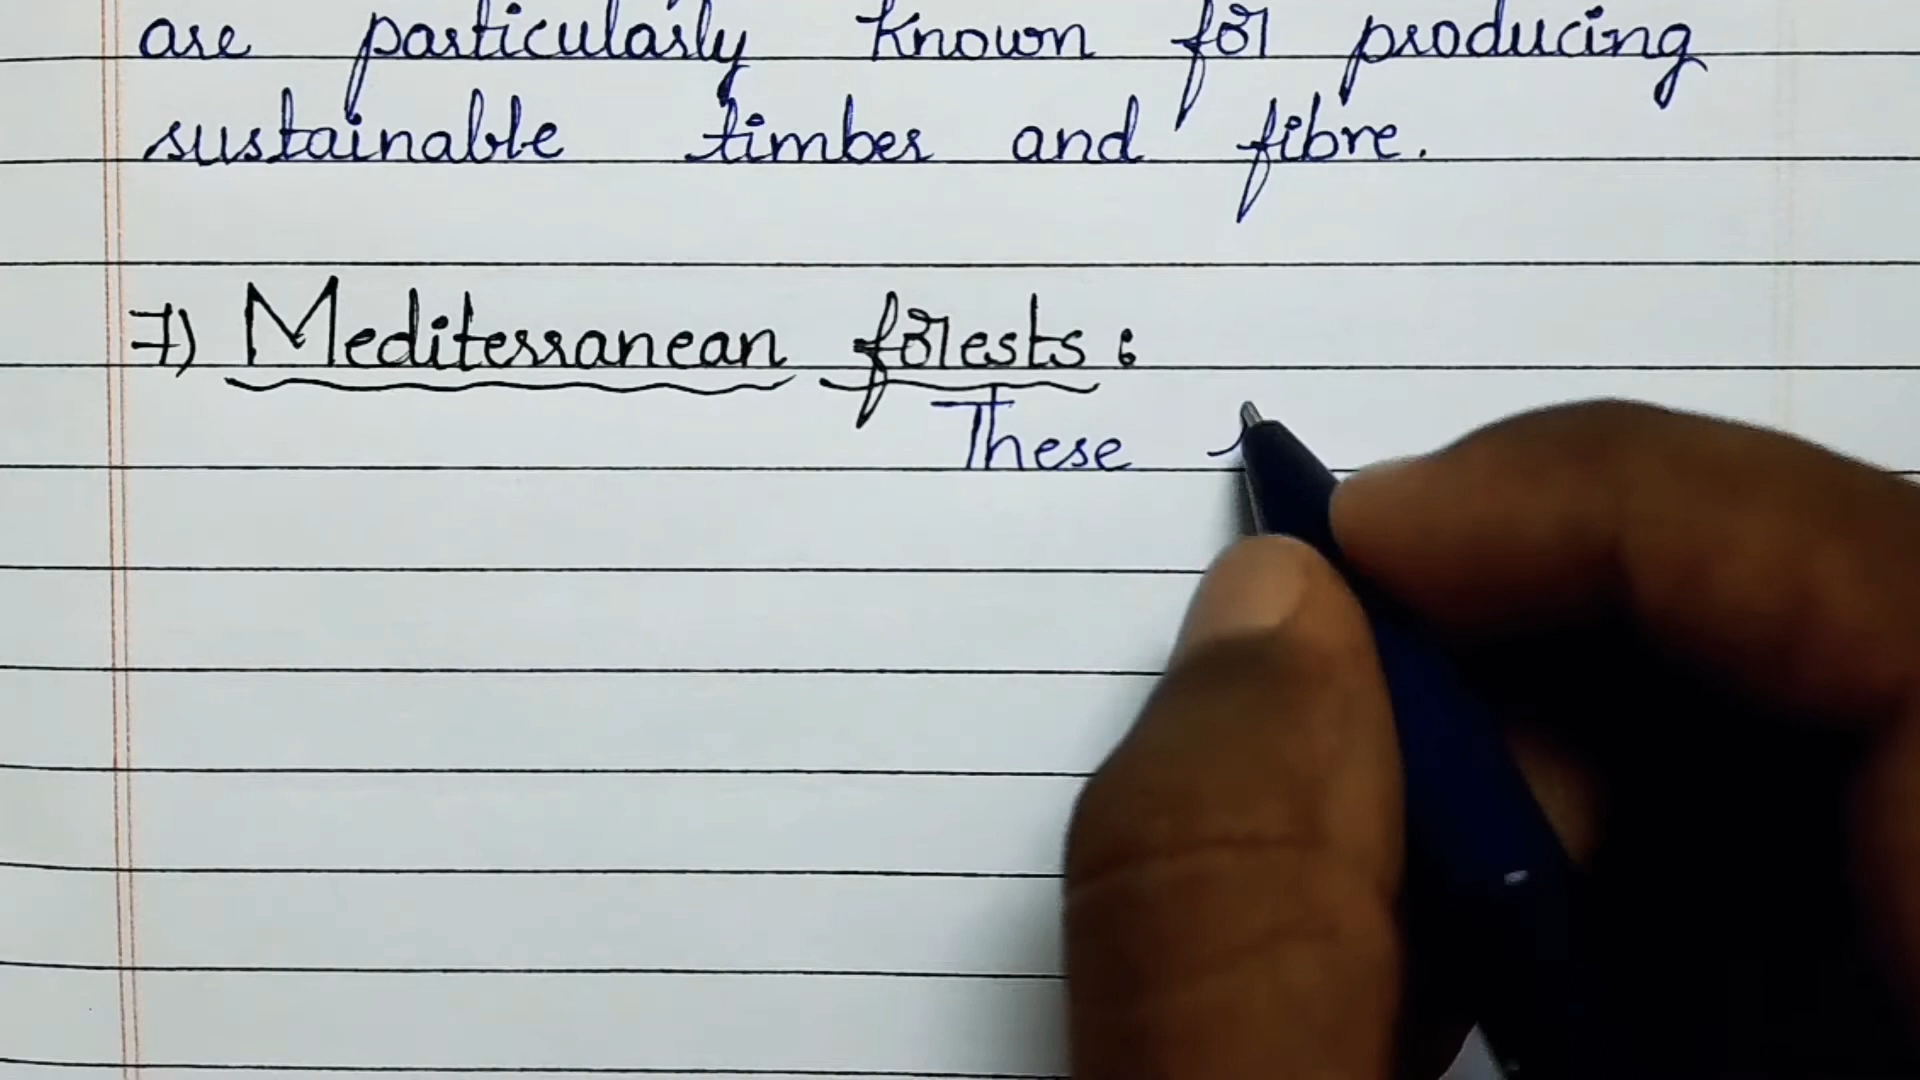 are particularly known for producing
sustainable timber and fibre.
7) Mediterranean forests :
These